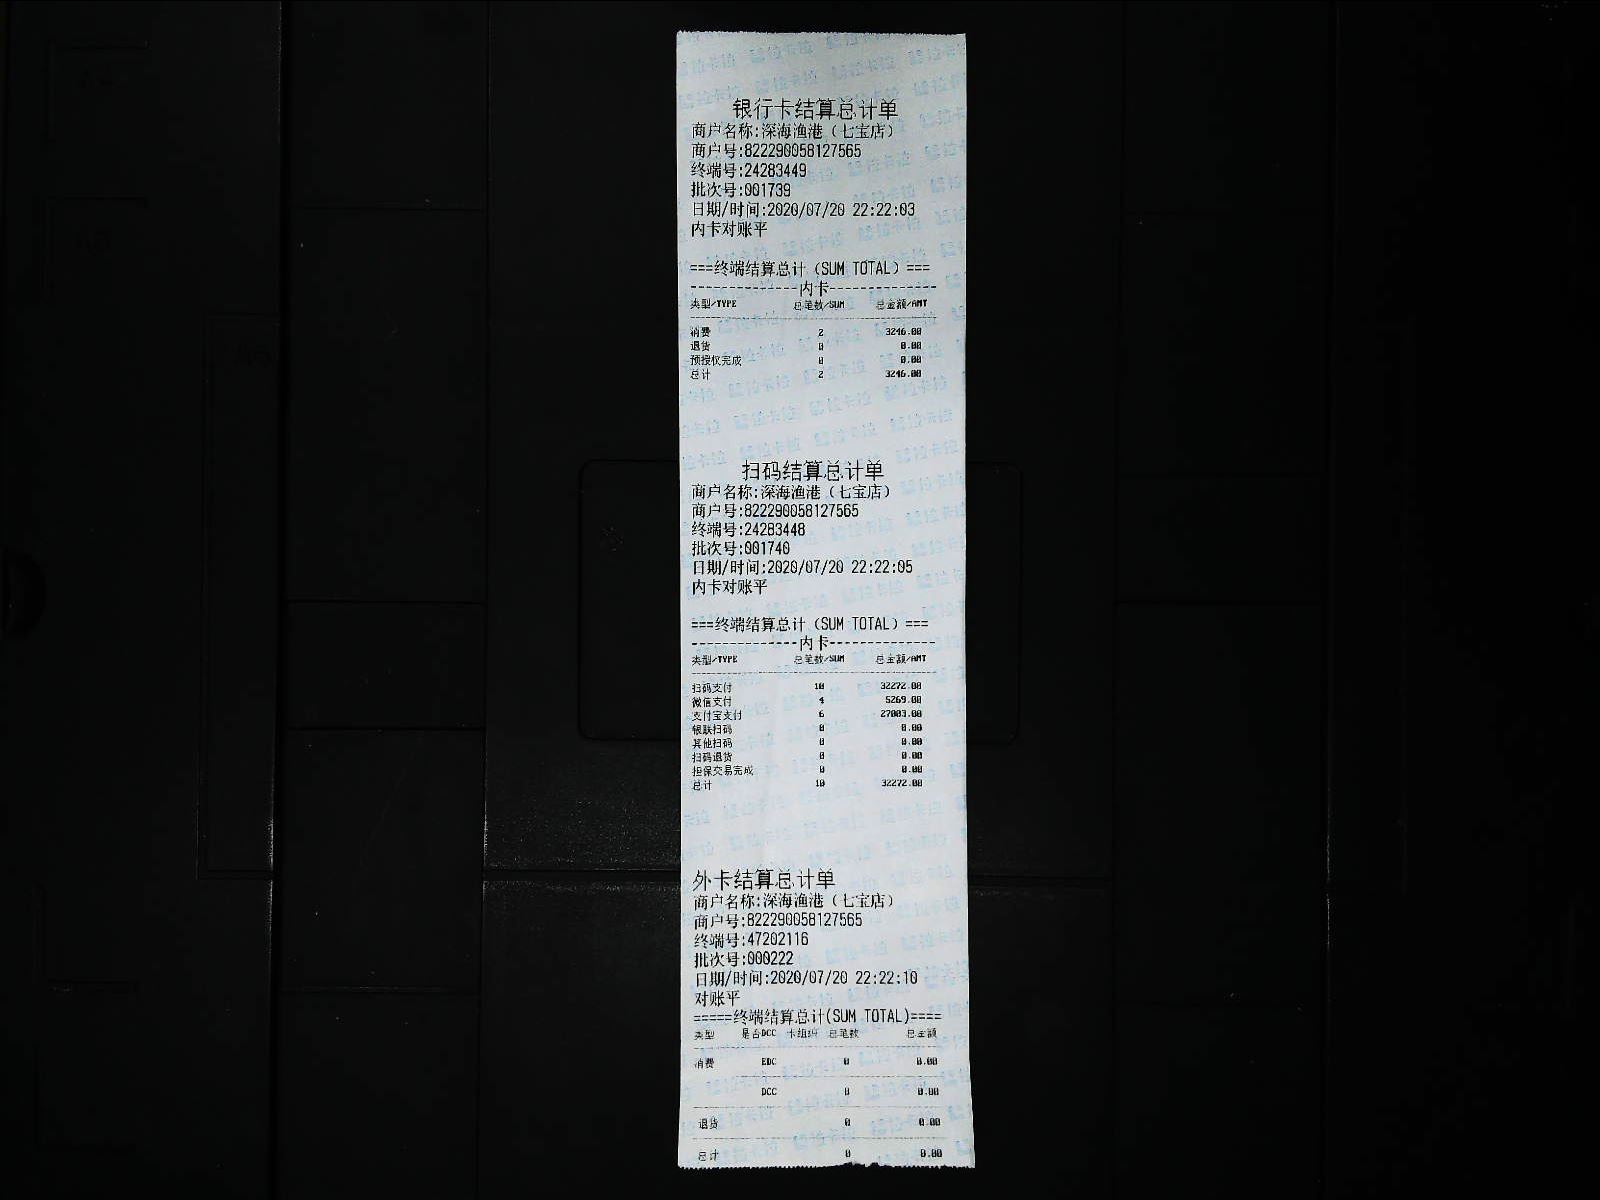 银行卡结算总计单
商户名称:深海渔港（七宝店）
商户号:822290058127565
终端号:24283449
批次号:001739
日期/时间:2020/07/20 22:22:03
内卡对账平
===终端结算总计（SUM TOTAL）===
--------------内卡--------------
类型/TYPE 总笔数/SUM 总金额/AMT
消费 2 3246.00
退货 0 0.00
预授权完成 0 0.00
总计 2 3246.00
扫码结算总计单
商户名称:深海渔港（七宝店）
商户号:822290058127565
终端号:24283448
批次号:001740
日期/时间:2020/07/20 22:22:05
内卡对账平
===终端结算总计（SUM TOTAL）===
--------------内卡--------------
类型/TYPE 总笔数/SUM 总金额/AMT
扫码支付 10 32272.00
微信支付 4 5269.00
支付宝支付 6 27003.00
银联扫码 0 0.00
其他扫码 0 0.00
扫码退货 0 0.00
担保交易完成 0 0.00
总计 10 32272.00
外卡结算总计单
商户名称:深海渔港（七宝店）
商户号:822290058127565
终端号:47202116
批次号:000222
日期/时间:2020/07/20 22:22:10
对账平
=====终端结算总计(SUM TOTAL)====
类型 是否DCC 卡组织 总笔数 总金额
消费 EDC 0 0.00
DCC 0 0.00
退货 0 0.00
总计 0 0.00